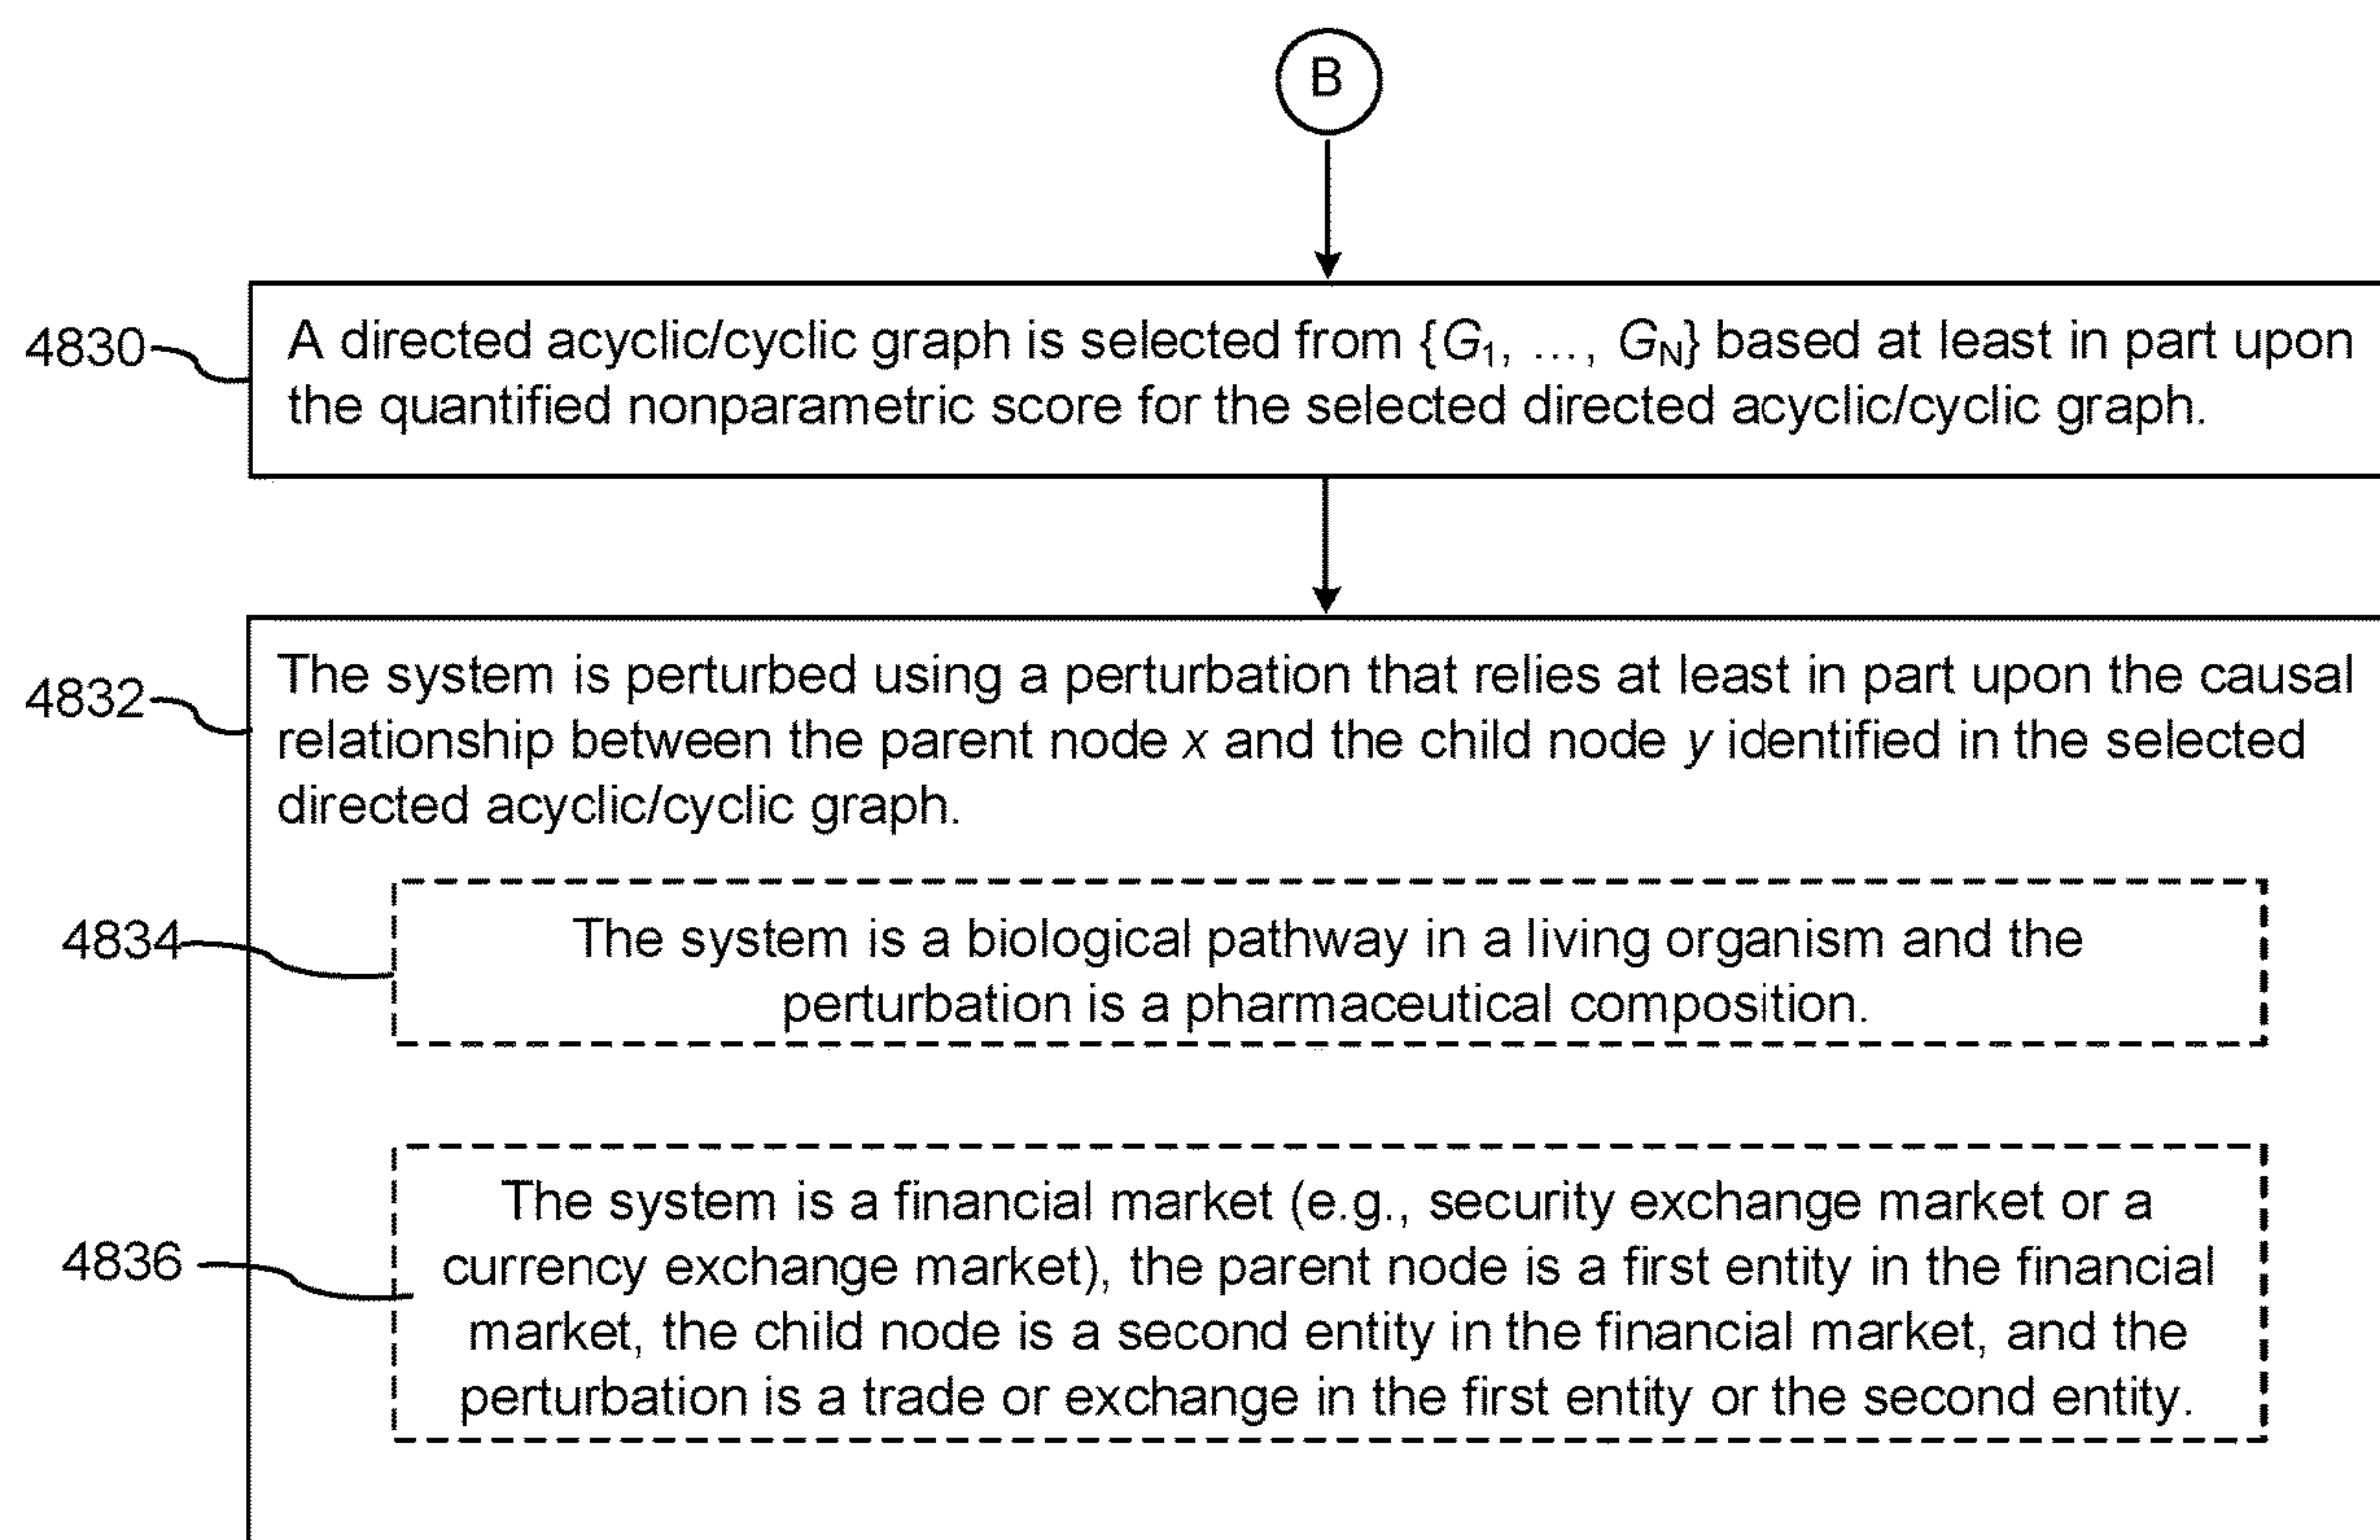 B
4830
A directed acyclic/cyclic graph is selected from {G1, ..., GN} based at least in part upon
the quantified nonparametric score for the selected directed acyclic/cyclic graph.
4832
The system is perturbed using a perturbation that relies at least in part upon the causal
relationship between the parent node x and the child node y identified in the selected
directed acyclic/cyclic graph.
4834
The system is a biological pathway in a living organism and the
perturbation is a pharmaceutical composition.
4836
The system is a financial market (e.g., security exchange market or a
currency exchange market), the parent node is a first entity in the financial
market, the child node is a second entity in the financial market, and the
perturbation is a trade or exchange in the first entity or the second entity.